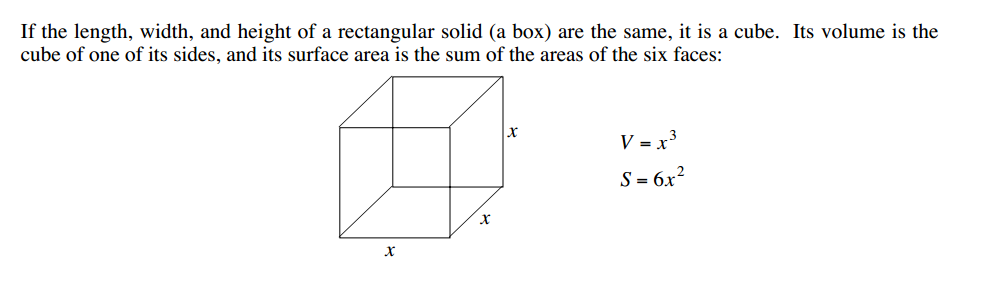 If the length, width, and height of a rectangular solid (a box) are the same, it is a cube. Its volume is the
cube of one of its sides, and its surface area is the sum of the areas of the six faces:
x
V = x³
S = 6x²
x
x